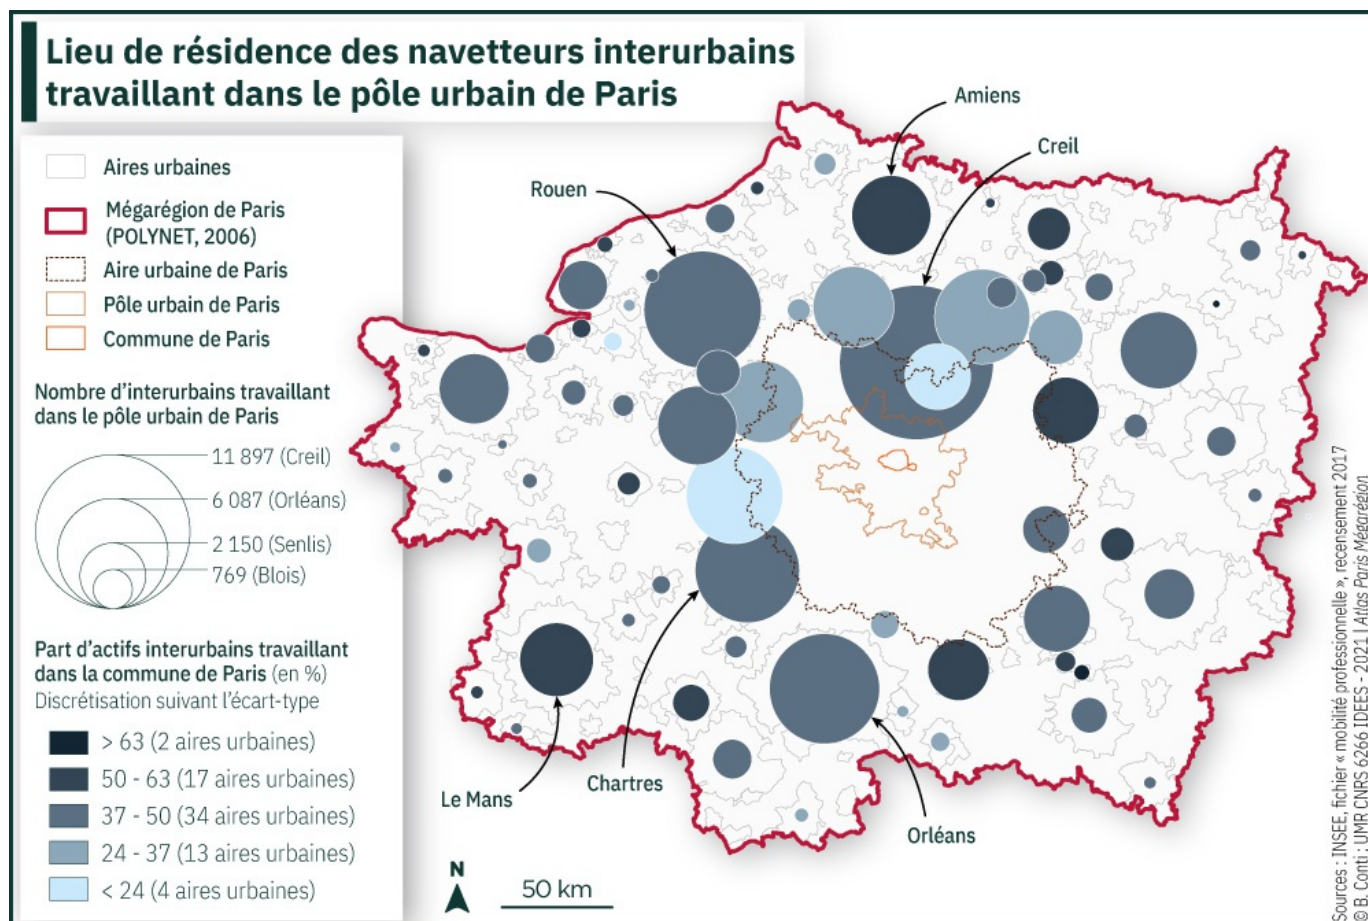 Lieu de résidence des navetteurs interurbains
travaillant dans le pôle urbain de Paris
Aires urbaines
Mégarégion de Paris
(POLYNET, 2006)
Aire urbaine de Paris
Pôle urbain de Paris
Commune de Paris
Nombre d'interurbains travaillant
dans le pôle urbain de Paris
11 897 (Creil)
6 087 (Orléans)
2 150 (Senlis)
769 (Blois)
Part d'actifs interurbains travaillant
dans la commune de Paris (en %)
Discrétisation suivant l'écart-type
> 63 (2 aires urbaines)
50 - 63 (17 aires urbaines)
37 - 50 (34 aires urbaines)
24 - 37 (13 aires urbaines)
< 24 (4 aires urbaines)
Amiens
Creil
Rouen
Le Mans
Chartres
Orléans
N
50 km
Sources : INSEE, fichier « mobilité professionnelle », recensement 2017
© B. Conti : UMR CNRS 6266 IDEES - 2021 | Atlas Paris Mégarégion